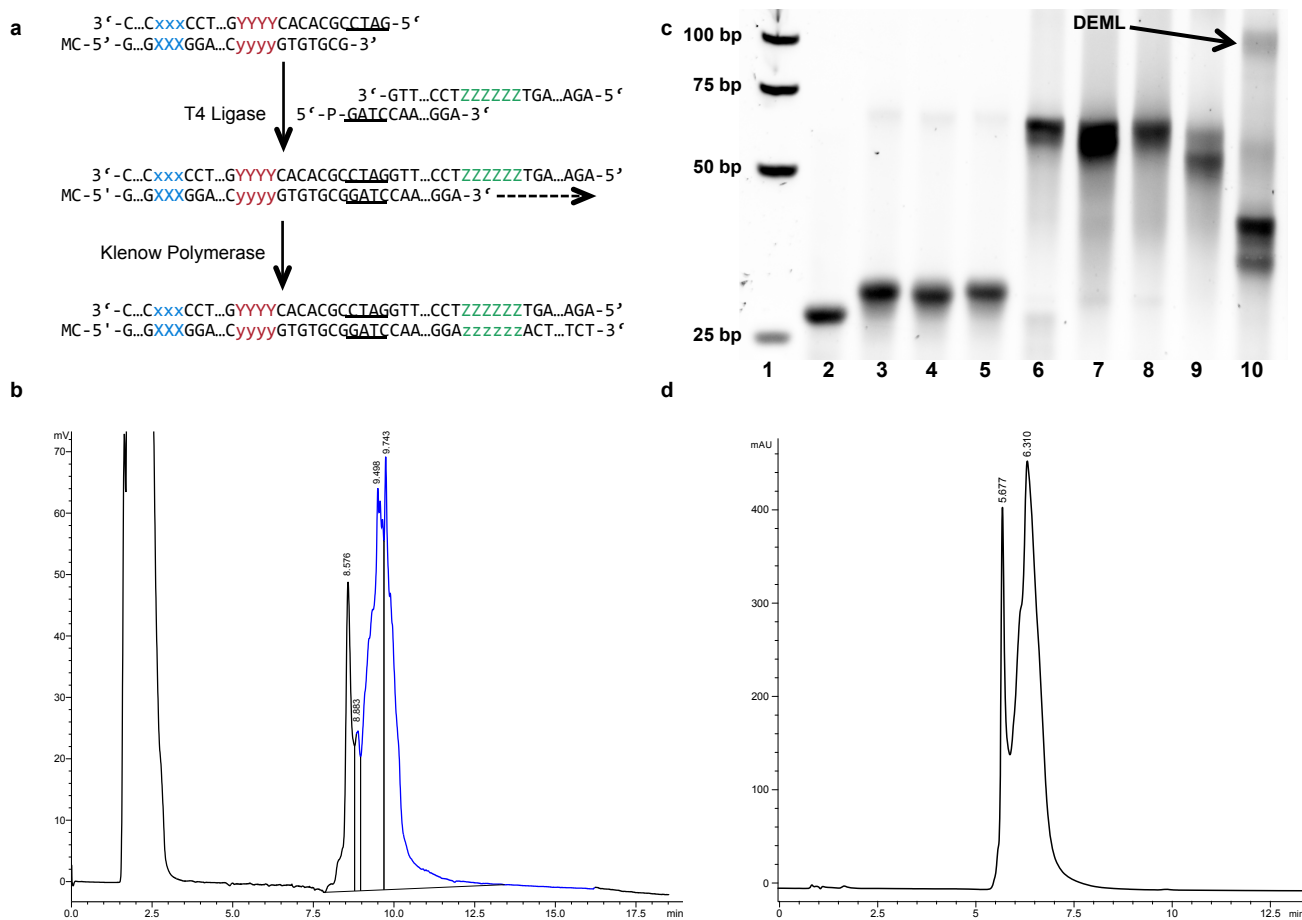 a
3‘-C...CxxxCCT...GYYYYCACACGCCTAG-5‘
MC-5’-G...GXXXGGA...CyyyyGTGTGCG-3’
T4 Ligase
3‘-GTT...CCTZZZZZZTGA...AGA-5‘
5‘-P-GATCCAA...GGA-3‘
3‘-C...CxxxCCT...GYYYYCACACGCCTAGGTT...CCTZZZZZZTGA...AGA-5’
MC-5'-G...GXXXGGA...CyyyyGTGTGCGGATCCAA...GGA-3‘
Klenow Polymerase
3‘-C...CxxxCCT...GYYYYCACACGCCTAGGTT...CCTZZZZZZTGA...AGA-5’
MC-5'-G...GXXXGGA...CyyyyGTGTGCGGATCCAA...GGAzzzzzzACT...TCT-3‘
c
DEML
100 bp
75 bp
50 bp
25 bp
1 2 3 4 5 6 7 8 9 10
b
mV
70
60
50
40
30
20
10
0
8.576
8.883
9.498
9.743
0.0 2.5 5.0 7.5 10.0 12.5 15.0 17.5 min
d
mAU
400
300
200
100
0
5.677
6.310
0 2.5 5 7.5 10 12.5 min